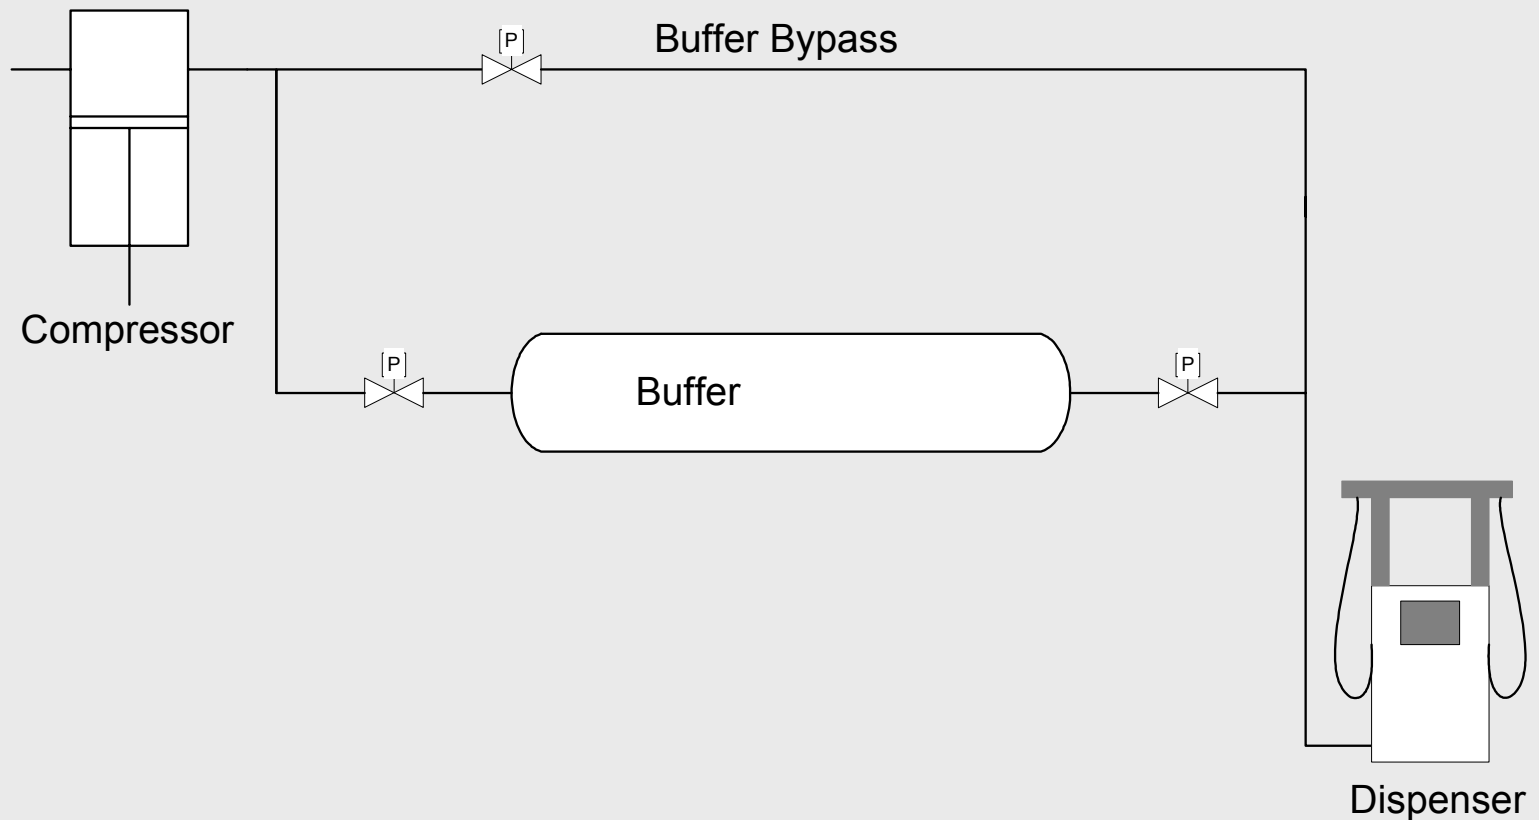 P
Buffer Bypass
Compressor
P
Buffer
P
Dispenser